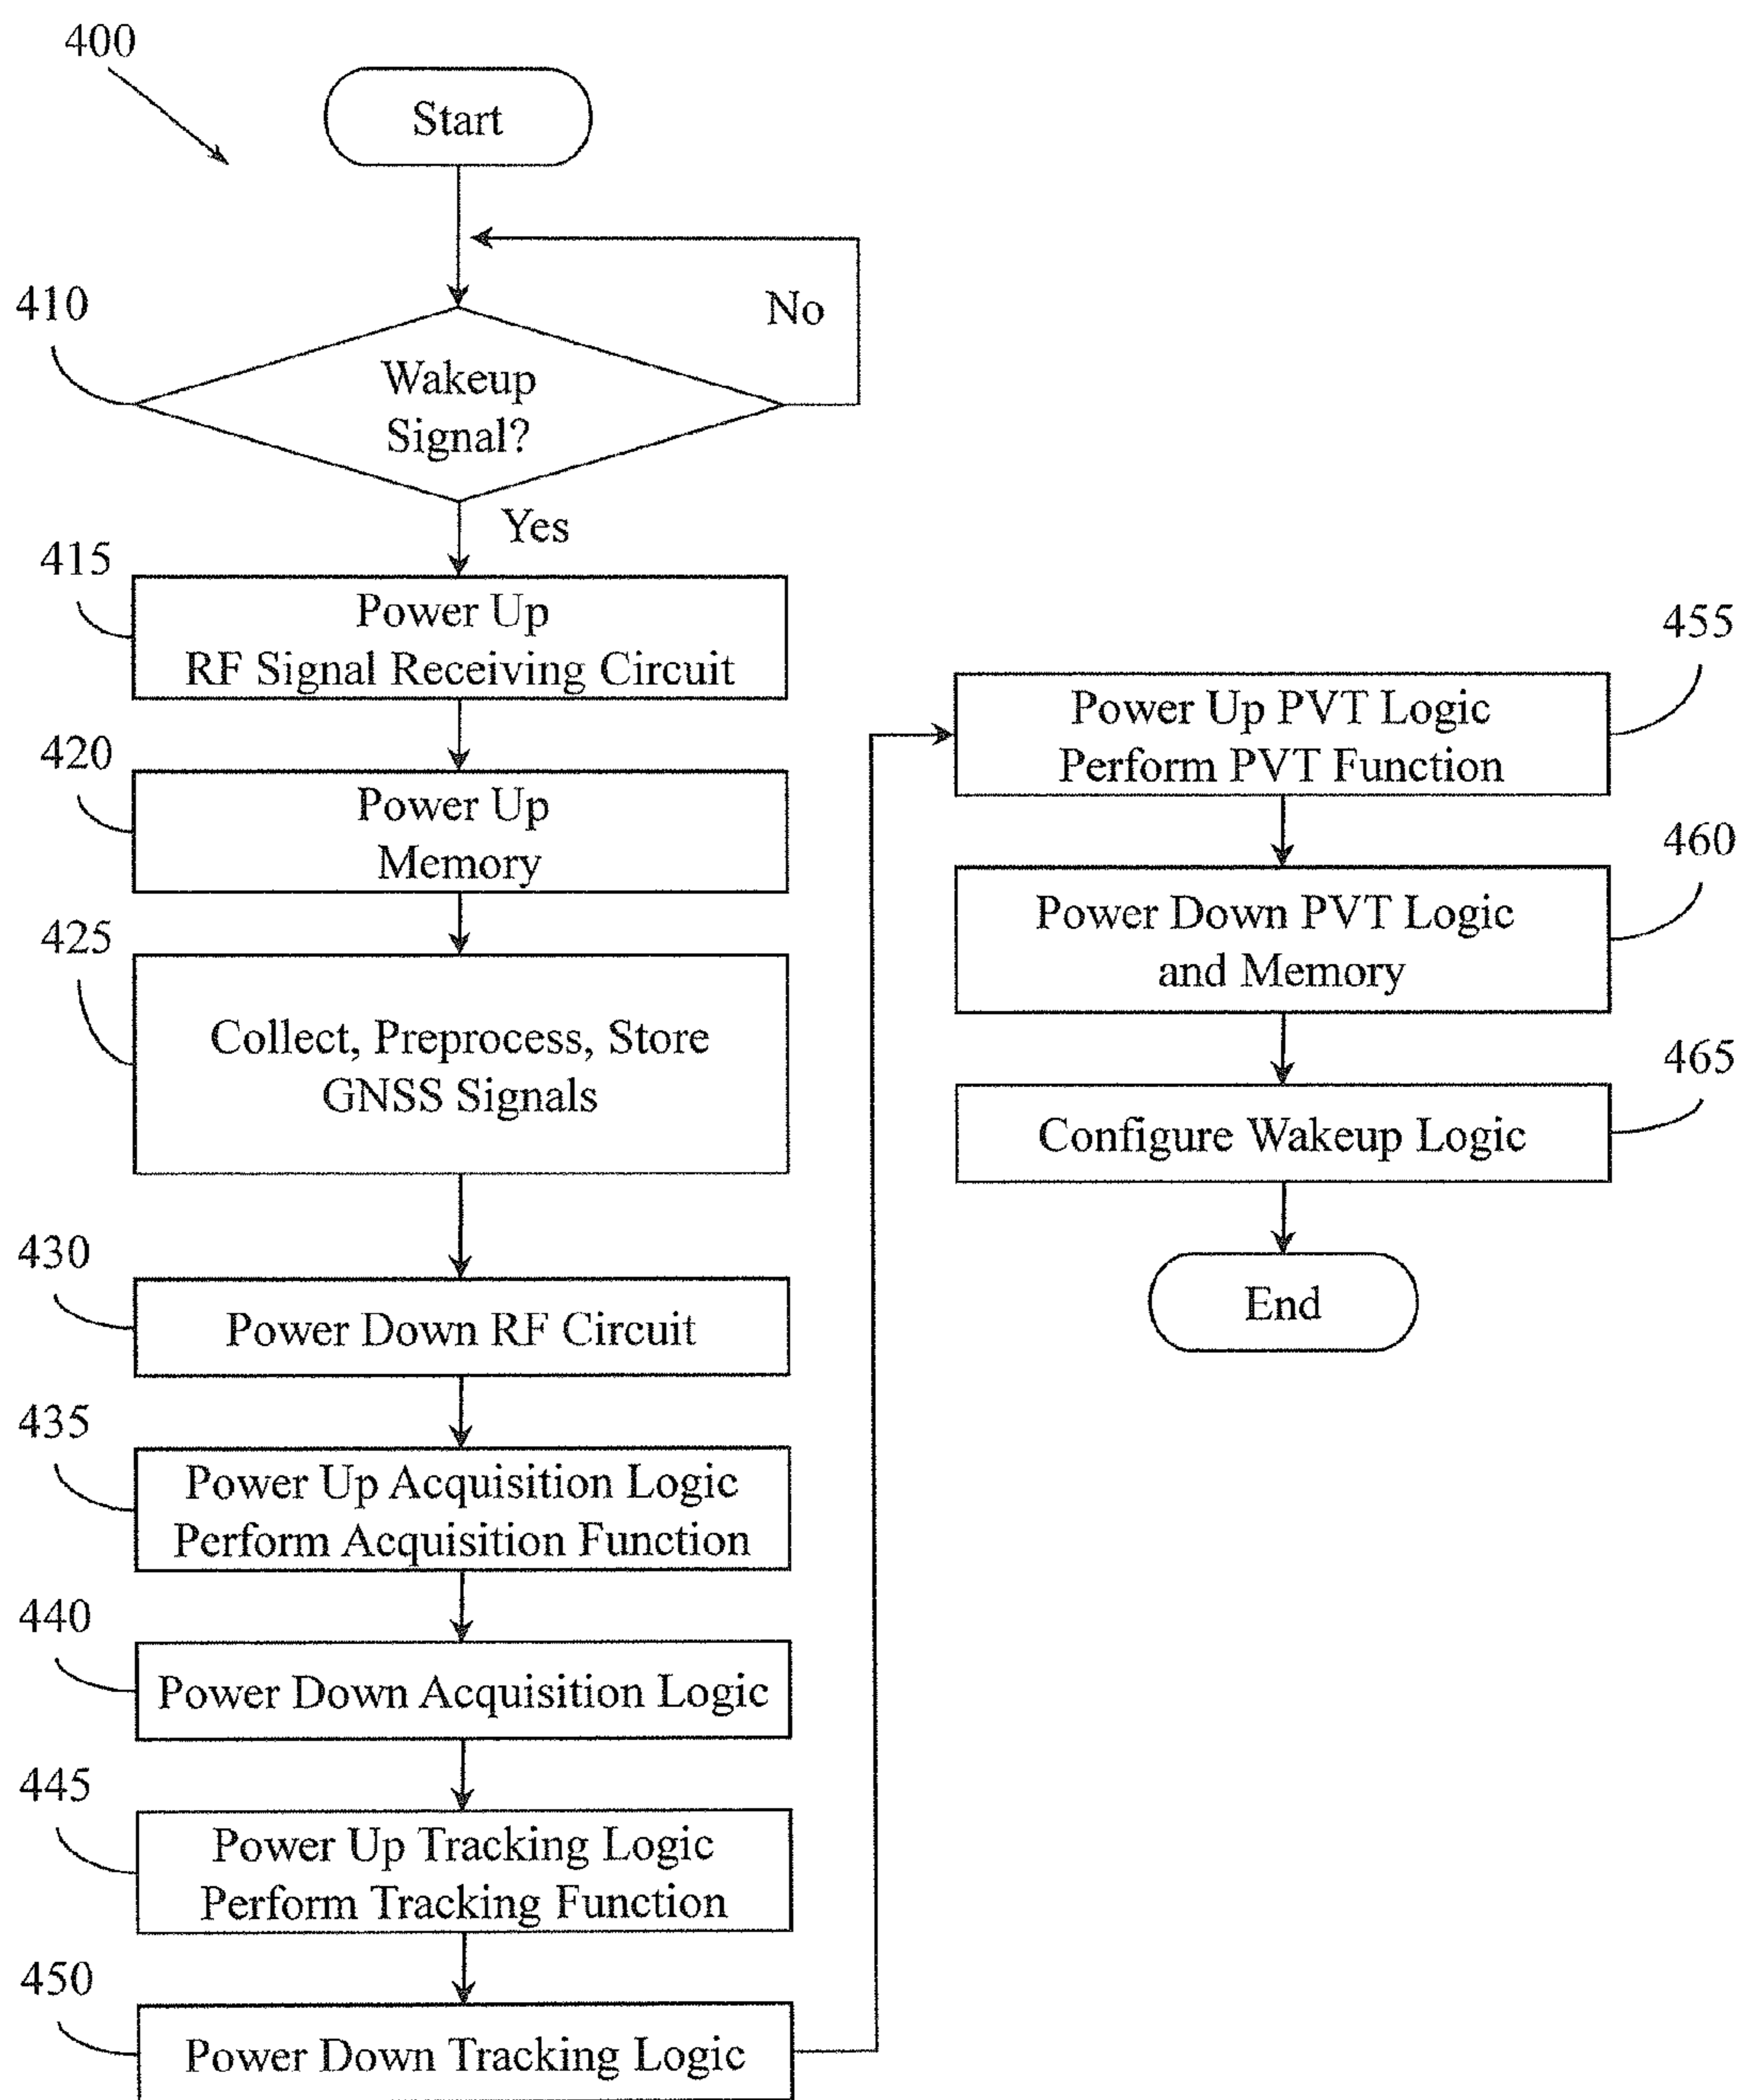 400
Start
410
No
Wakeup
Signal?
Yes
415
Power Up
RF Signal Receiving Circuit
420
Power Up
Memory
425
Collect, Preprocess, Store
GNSS Signals
430
Power Down RF Circuit
435
Power Up Acquisition Logic
Perform Acquisition Function
440
Power Down Acquisition Logic
445
Power Up Tracking Logic
Perform Tracking Function
450
Power Down Tracking Logic
455
Power Up PVT Logic
Perform PVT Function
460
Power Down PVT Logic
and Memory
465
Configure Wakeup Logic
End